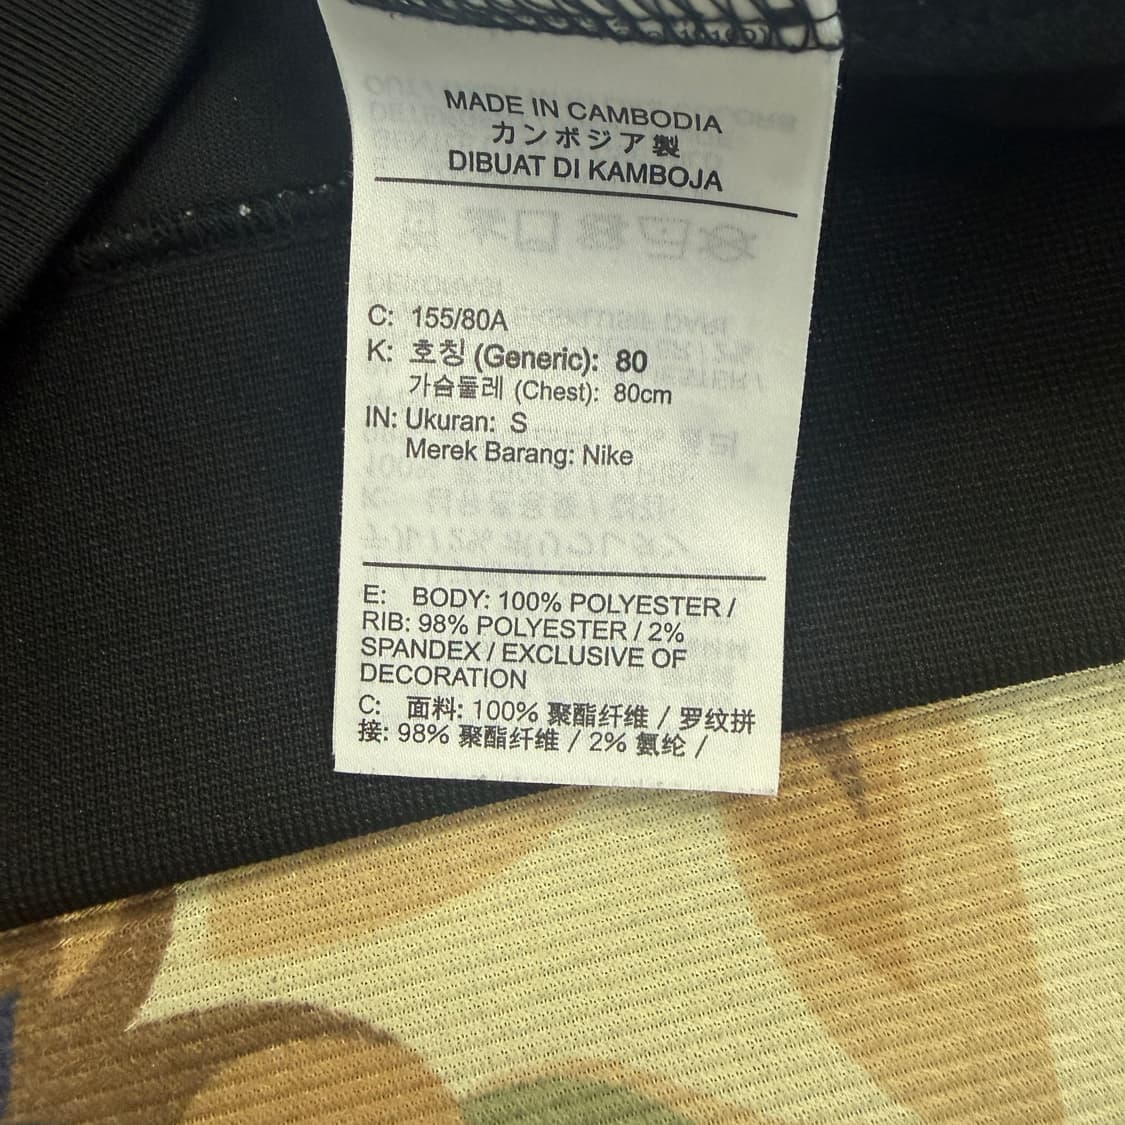 MADE IN CAMBODIA
カンボジア製
DIBUAT DI KAMBOJA
C: 155/80A
K: 호칭 (Generic): 80
가슴둘레 (Chest): 80cm
IN: Ukuran: S
Merek Barang: Nike
E: BODY: 100% POLYESTER /
RIB: 98% POLYESTER / 2%
SPANDEX / EXCLUSIVE OF
DECORATION
C: 面料: 100% 聚酯纤维 / 罗纹拼
接: 98% 聚酯纤维 / 2% 氨纶 /